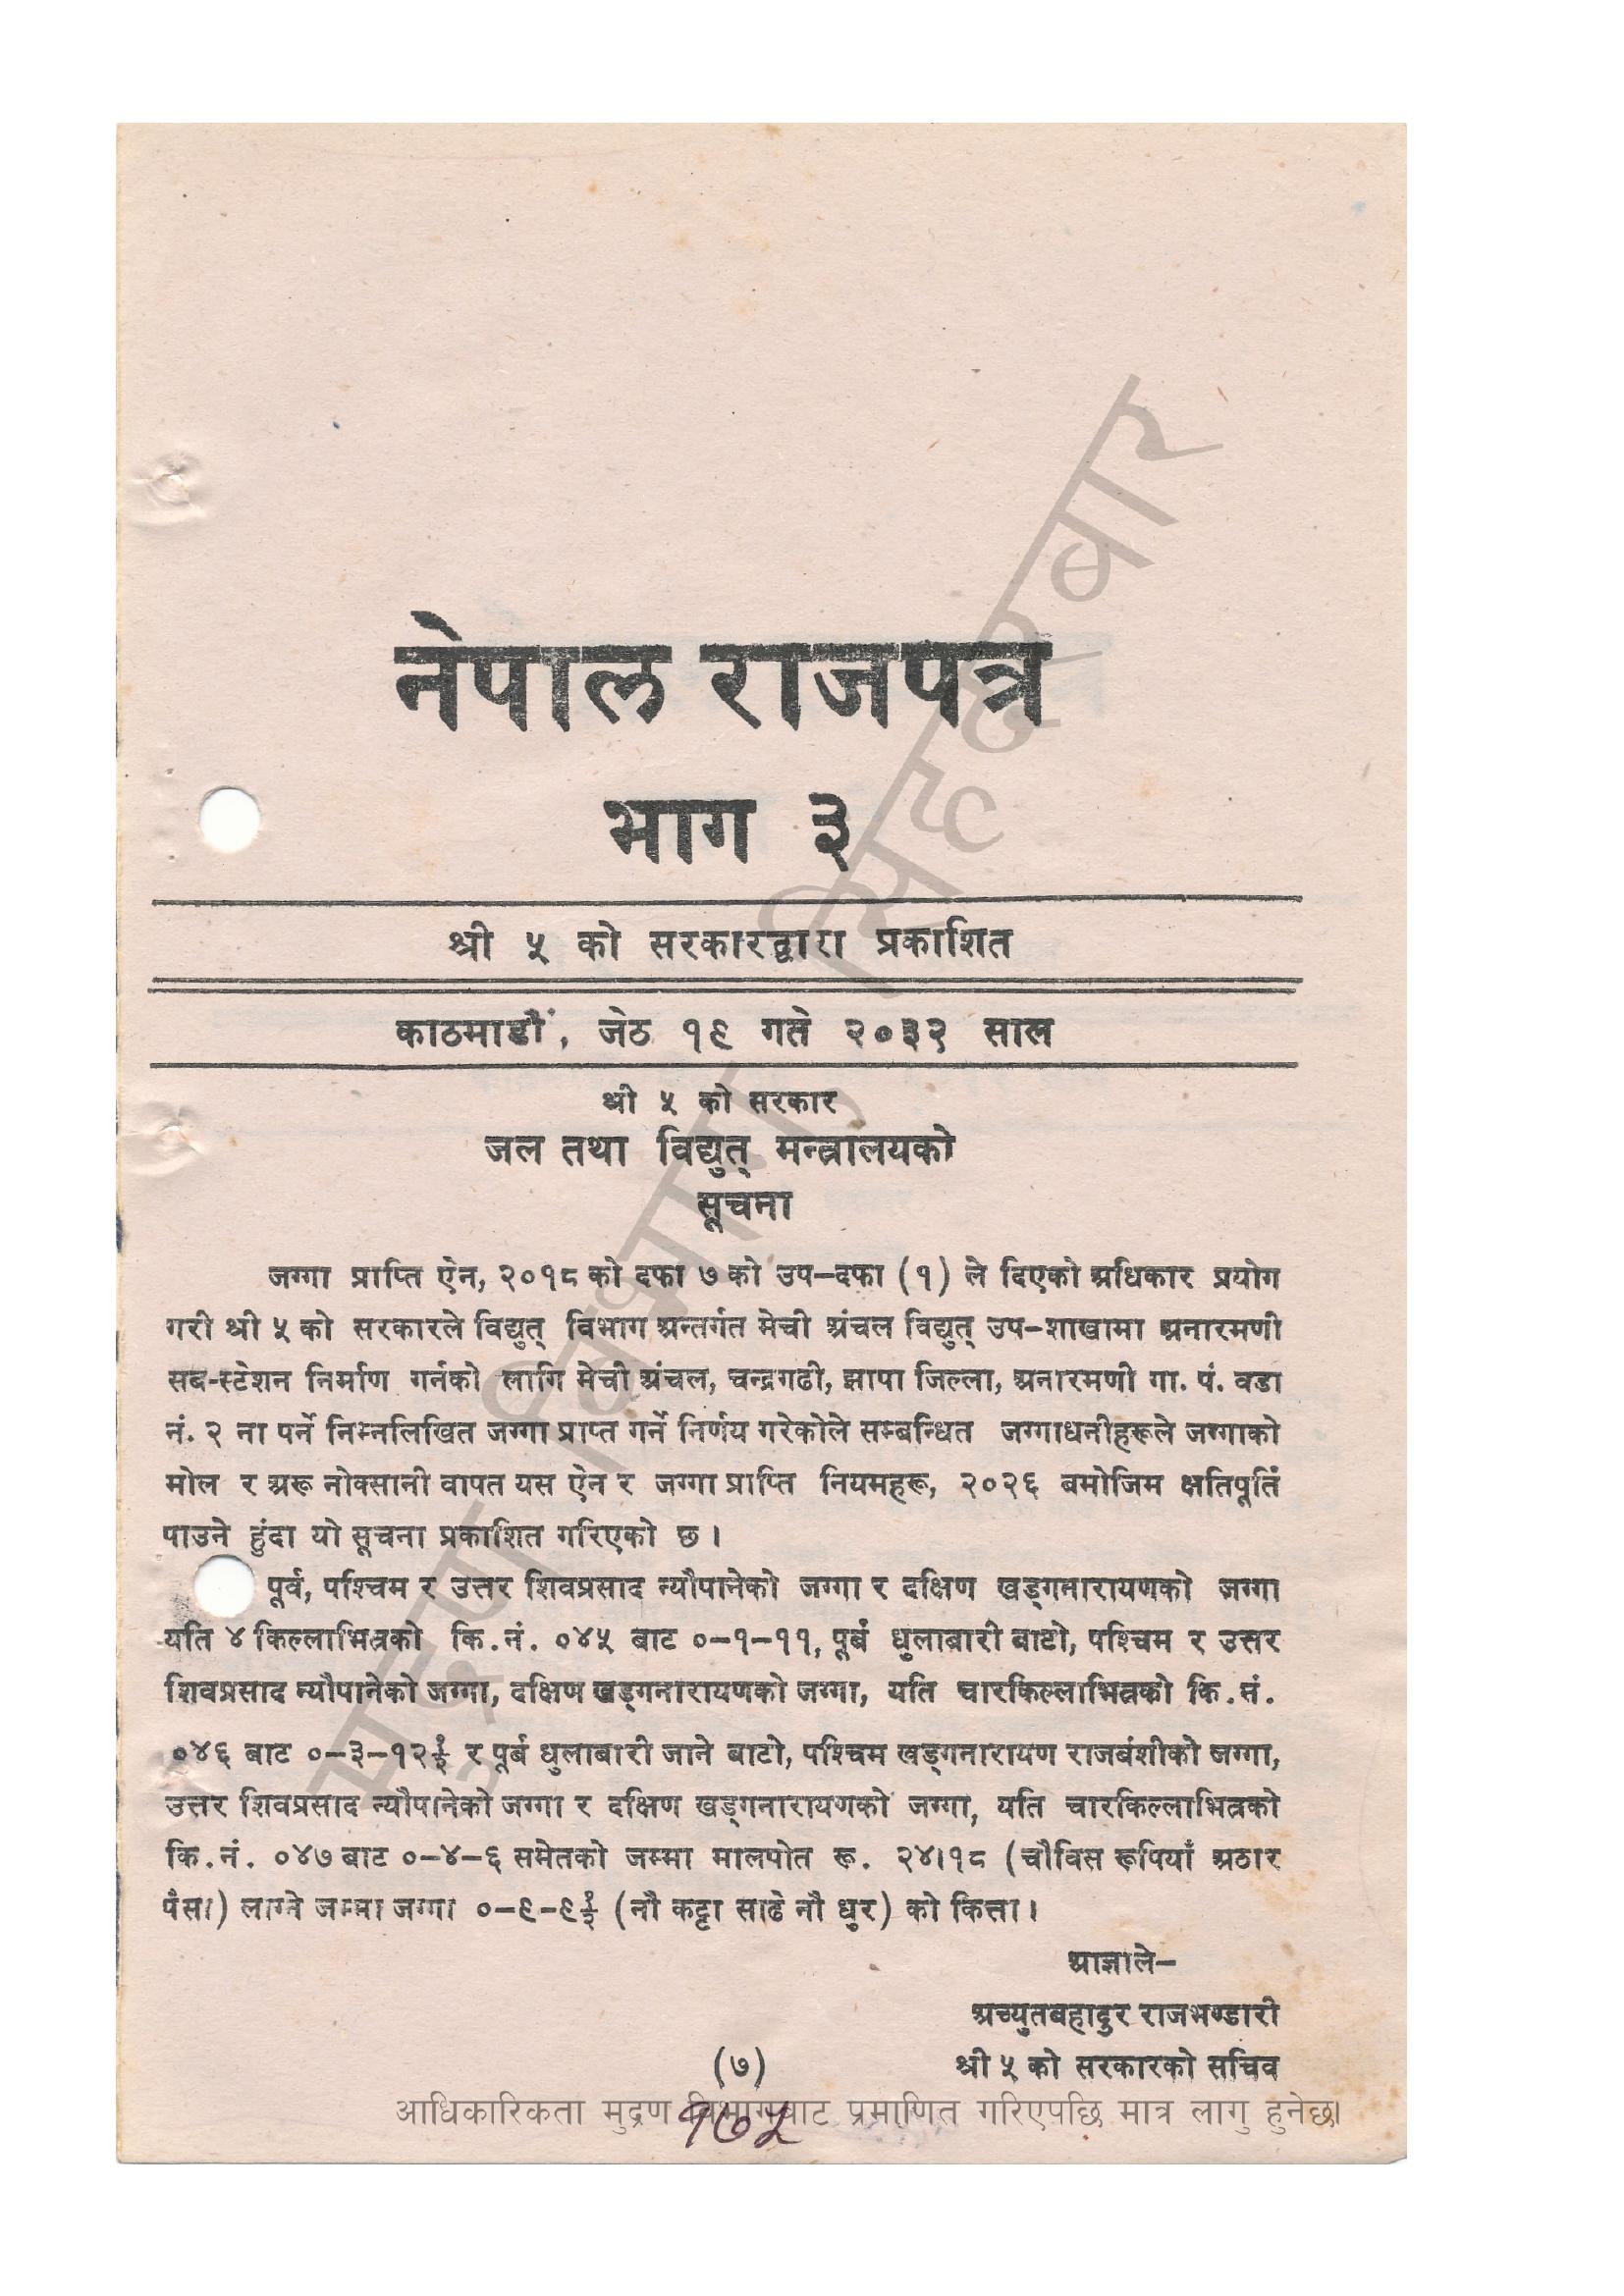 नेपाल राजपत्र
भाग ३
श्री ५ को सरकारद्वारा प्रकाशित
काठमाडौं, जेठ १९ गते २०३२ साल
श्री ५ को सरकार
जल तथा विद्युत् मन्त्रालयको
सूचना
जग्गा प्राप्ति ऐन, २०१८ को दफा ७ को उप-दफा (१) ले दिएको अधिकार प्रयोग
गरी श्री ५ को सरकारले विद्युत् विभाग अन्तर्गत मेची अंचल विद्युत् उप-शाखामा अनारमणी
सब-स्टेशन निर्माण गर्नको लागि मेची अंचल, चन्द्रगढी, झापा जिल्ला, अनारमणी गा. पं. वडा
नं. २ ना पर्ने निम्नलिखित जग्गा प्राप्त गर्ने निर्णय गरेकोले सम्बन्धित जग्गाधनीहरूले जग्गाको
मोल र अरू नोक्सानी वापत यस ऐन र जग्गा प्राप्ति नियमहरू, २०२६ बमोजिम क्षतिपूर्ति
पाउने हुंदा यो सूचना प्रकाशित गरिएको छ ।
पूर्व, पश्चिम र उत्तर शिवप्रसाद न्यौपानेको जग्गा र दक्षिण खड्गनारायणको जग्गा
यति ४ किल्लाभित्रको कि.नं. ०४५ बाट ०-१-११, पूर्ब धुलाबारी बाटो, पश्चिम र उत्तर
शिवप्रसाद न्यौपानेको जग्गा, दक्षिण खड्गनारायणको जग्गा, यति चारकिल्लाभित्रको कि.नं.
०४६ बाट ०-३-१२½ र पूर्ब धुलाबारी जाने बाटो, पश्चिम खड्गनारायण राजबंशीको जग्गा,
उत्तर शिवप्रसाद न्यौपानेको जग्गा र दक्षिण खड्गनारायणको जग्गा, यति चारकिल्लाभित्रको
कि.नं. ०४७ बाट ०-४-६ समेतको जम्मा मालपोत रू. २४।१८ (चौविस रूपियां अठार
पैसा) लाग्ने जम्मा जग्गा ०-९-९½ (नौ कट्टा साढे नौ धुर) को कित्ता ।
आज्ञाले-
अच्युतबहादुर राजभण्डारी
श्री ५ को सरकारको सचिव
(७)
आधिकारिकता मुद्रण विभागबाट प्रमाणित गरिएपछि मात्र लागु हुनेछ।
१७५
मुद्रण विभाग, सिंहदरबार